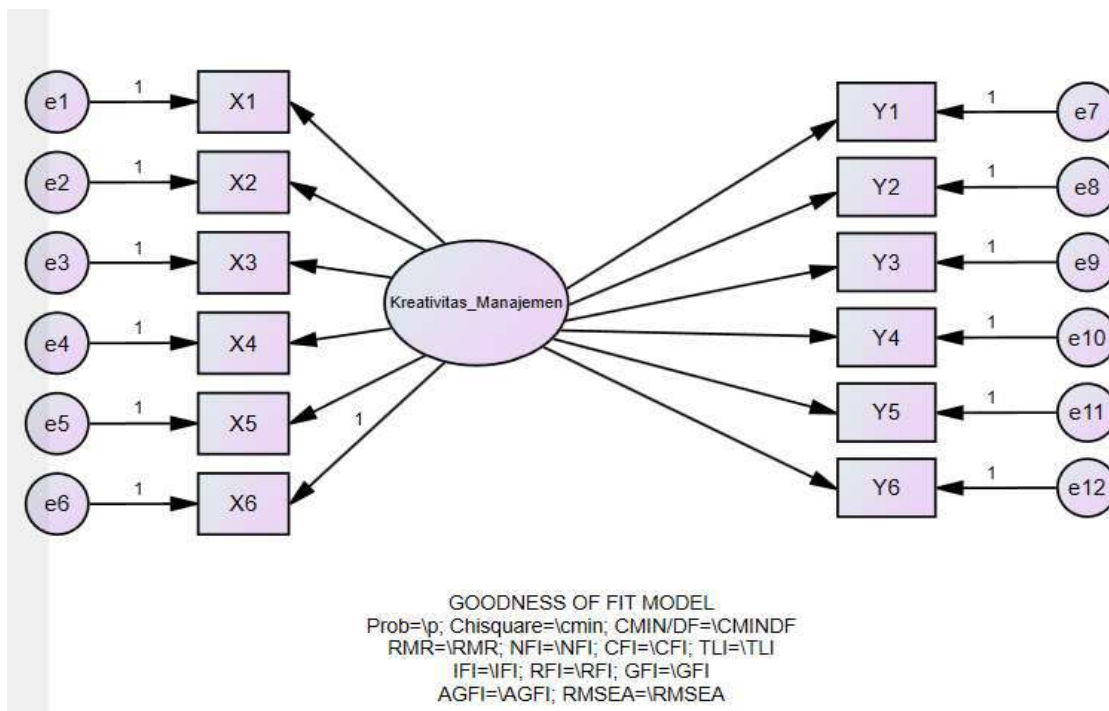 e1 1 X1
e2 1 X2
e3 1 X3
e4 1 X4
e5 1 X5
e6 1 X6
1
Kreativitas_Manajemen
Y1 1 e7
Y2 1 e8
Y3 1 e9
Y4 1 e10
Y5 1 e11
Y6 1 e12
GOODNESS OF FIT MODEL
Prob=\p; Chisquare=\cmin; CMIN/DF=\CMINDF
RMR=\RMR; NFI=\NFI; CFI=\CFI; TLI=\TLI
IFI=\IFI; RFI=\RFI; GFI=\GFI
AGFI=\AGFI; RMSEA=\RMSEA